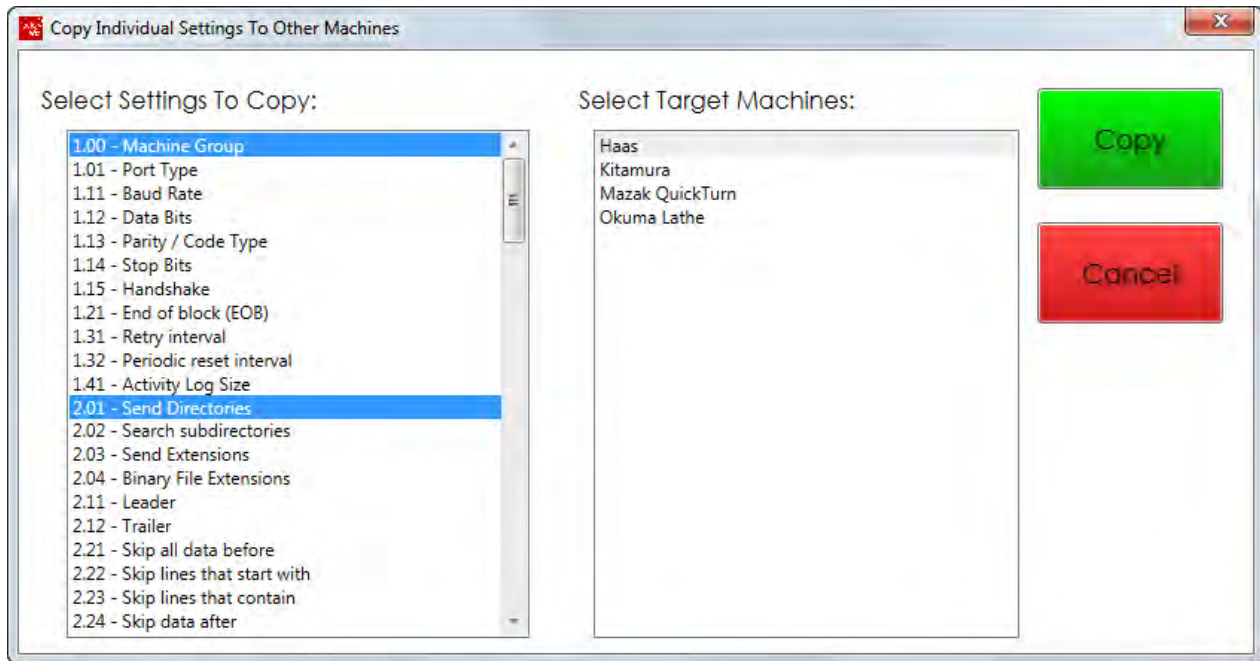 Copy Individual Settings To Other Machines
Select Settings To Copy:
1.00 - Machine Group
1.01 - Port Type
1.11 - Baud Rate
1.12 - Data Bits
1.13 - Parity / Code Type
1.14 - Stop Bits
1.15 - Handshake
1.21 - End of block (EOB)
1.31 - Retry interval
1.32 - Periodic reset interval
1.41 - Activity Log Size
2.01 - Send Directories
2.02 - Search subdirectories
2.03 - Send Extensions
2.04 - Binary File Extensions
2.11 - Leader
2.12 - Trailer
2.21 - Skip all data before
2.22 - Skip lines that start with
2.23 - Skip lines that contain
2.24 - Skip data after
Select Target Machines:
Haas
Kitamura
Mazak QuickTurn
Okuma Lathe
Copy
Cancel